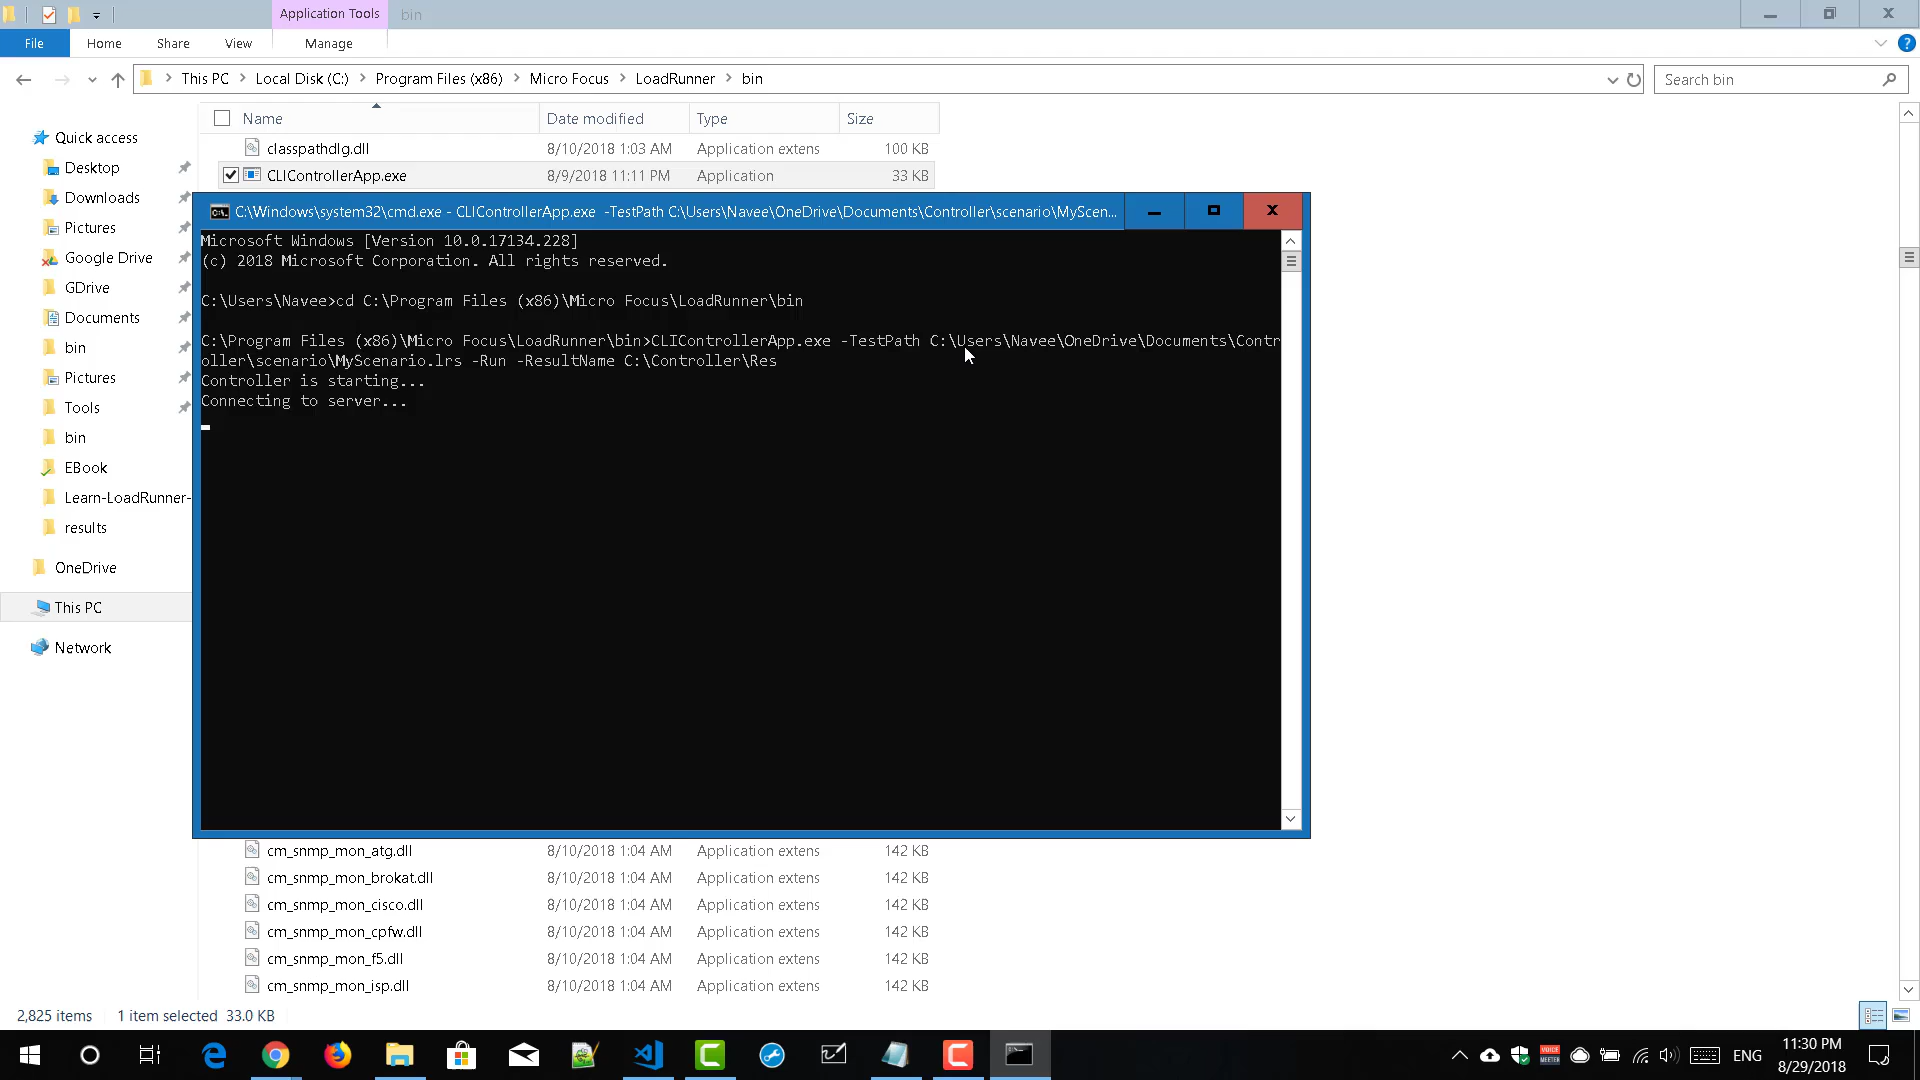 Application Tools
bin
File
Home
Share
View
Manage
This PC
Local Disk (C:)
Program Files (x86)
Micro Focus
LoadRunner
bin
Search bin
Name
Date modified
Type
Size
Quick access
Desktop
Downloads
Pictures
Google Drive
GDrive
Documents
bin
Pictures
Tools
bin
EBook
Learn-LoadRunner-
results
OneDrive
This PC
Network
classpathdlg.dll 8/10/2018 1:03 AM Application extens 100 KB
CLIControllerApp.exe 8/9/2018 11:11 PM Application 33 KB
C:\Windows\system32\cmd.exe - CLIControllerApp.exe -TestPath C:\Users\Navee\OneDrive\Documents\Controller\scenario\MyScen...
Microsoft Windows [Version 10.0.17134.228]
(c) 2018 Microsoft Corporation. All rights reserved.
C:\Users\Navee>cd C:\Program Files (x86)\Micro Focus\LoadRunner\bin
C:\Program Files (x86)\Micro Focus\LoadRunner\bin>CLIControllerApp.exe -TestPath C:\Users\Navee\OneDrive\Documents\Contr
oller\scenario\MyScenario.lrs -Run -ResultName C:\Controller\Res
Controller is starting...
Connecting to server...
cm_snmp_mon_atg.dll 8/10/2018 1:04 AM Application extens 142 KB
cm_snmp_mon_brokat.dll 8/10/2018 1:04 AM Application extens 142 KB
cm_snmp_mon_cisco.dll 8/10/2018 1:04 AM Application extens 142 KB
cm_snmp_mon_cpfw.dll 8/10/2018 1:04 AM Application extens 142 KB
cm_snmp_mon_f5.dll 8/10/2018 1:04 AM Application extens 142 KB
cm_snmp_mon_isp.dll 8/10/2018 1:04 AM Application extens 142 KB
2,825 items 1 item selected 33.0 KB
VOICE
MEETER
ENG
11:30 PM
8/29/2018